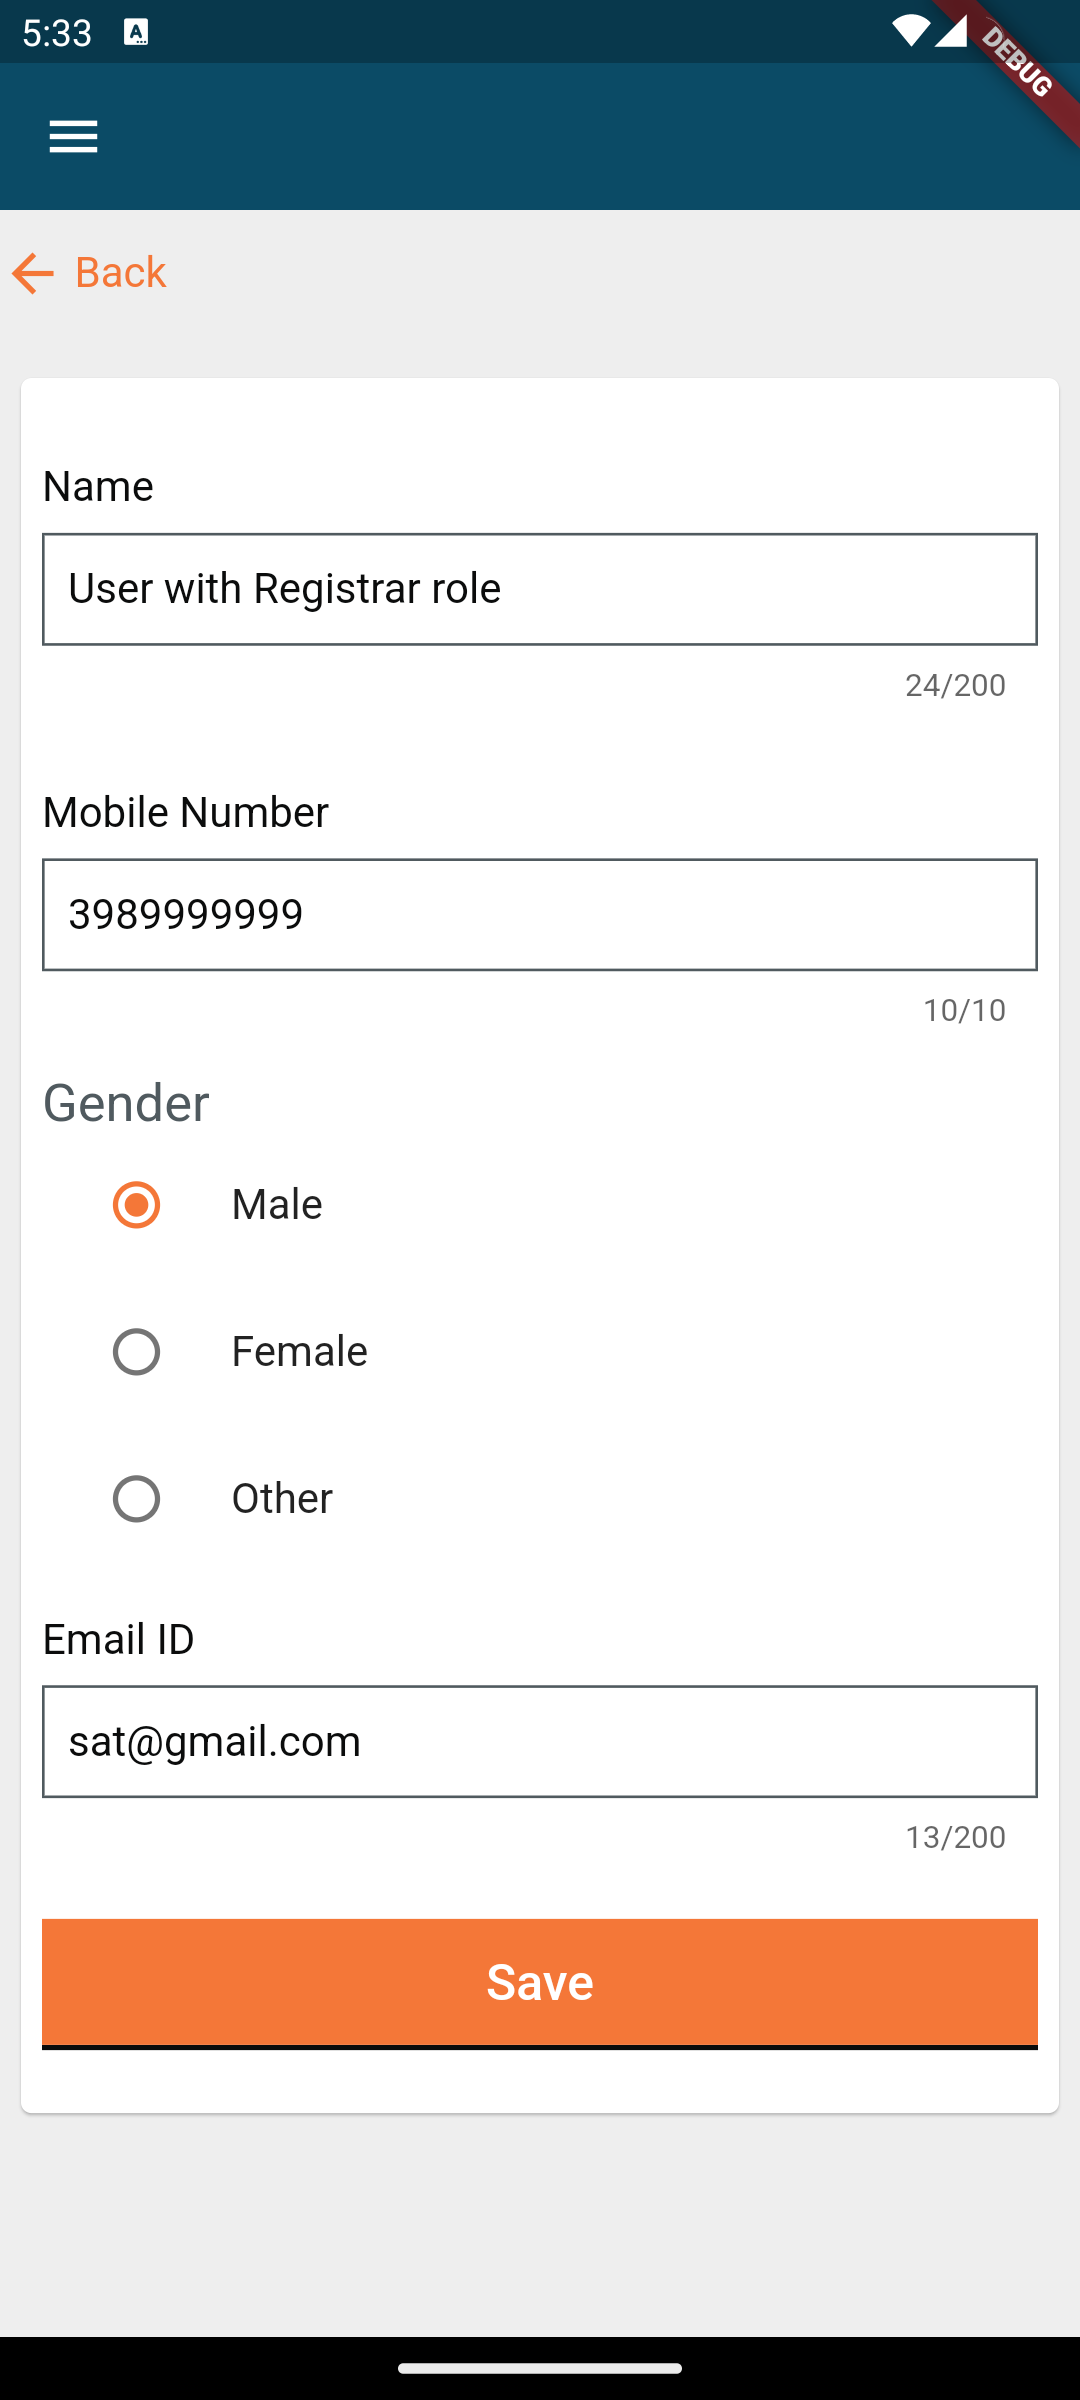 5:33
DEBUG
Back
Name
User with Registrar role
24/200
Mobile Number
3989999999
10/10
Gender
Male
Female
Other
Email ID
sat@gmail.com
13/200
Save